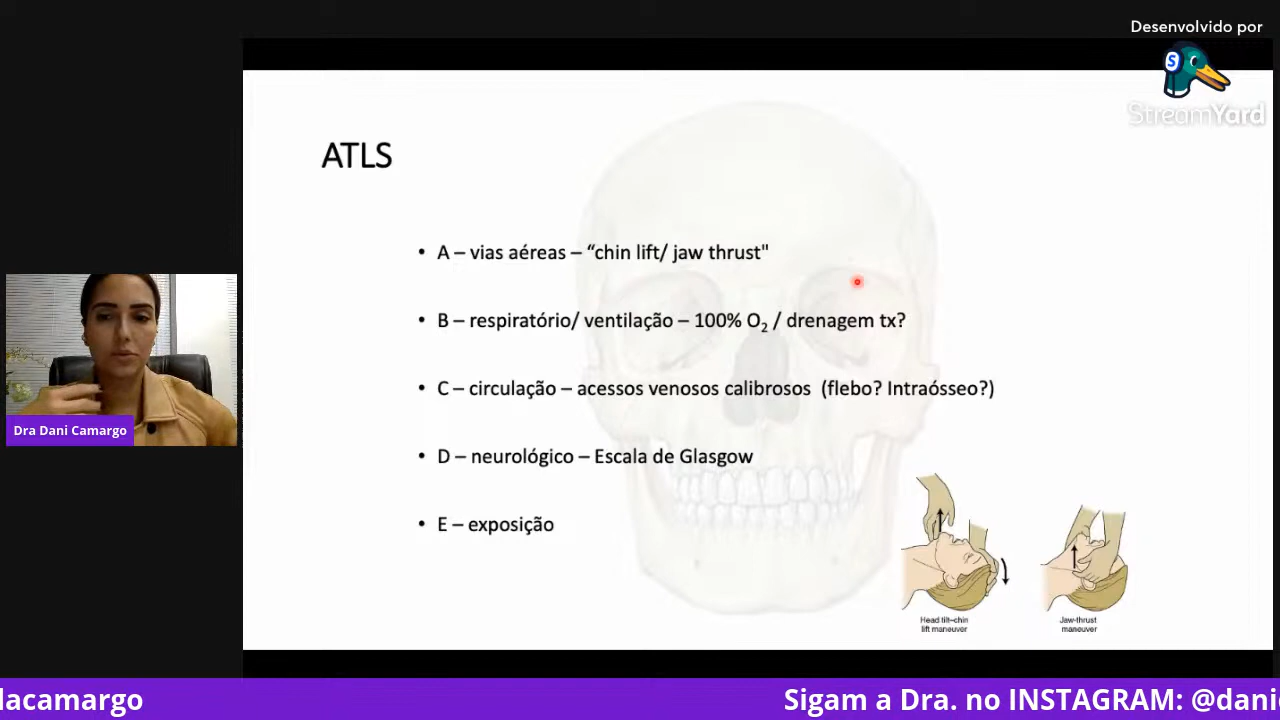 Desenvolvido por
StreamYard
ATLS
• A – vias aéreas – “chin lift/ jaw thrust"
• B – respiratório/ ventilação – 100% O₂ / drenagem tx?
• C – circulação – acessos venosos calibrosos (flebo? Intraósseo?)
• D – neurológico – Escala de Glasgow
• E – exposição
Head tilt–chin
lift maneuver
Jaw-thrust
maneuver
Dra Dani Camargo
lacamargo
Sigam a Dra. no INSTAGRAM: @dani